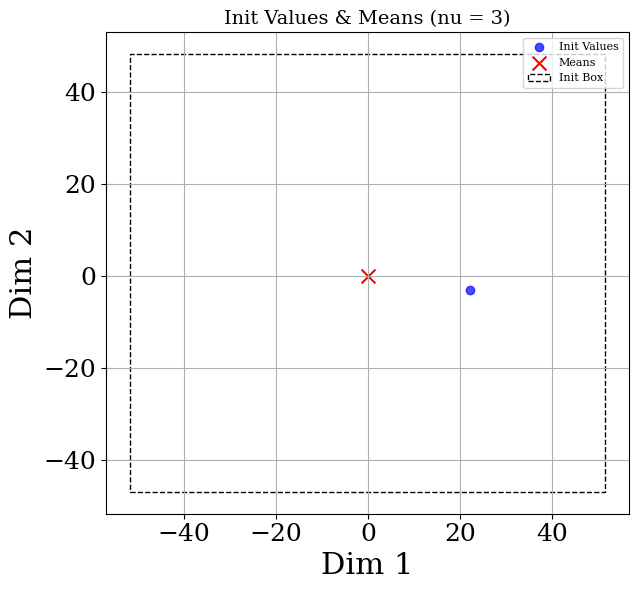 Init Values & Means (nu = 3)
Init Values
Means
Init Box
Dim 2
40
20
0
−20
−40
−40 −20 0 20 40
Dim 1